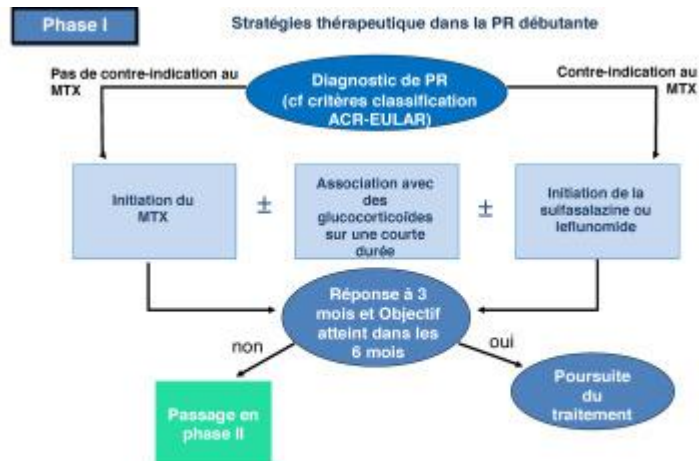 Phase I
Stratégies thérapeutique dans la PR débutante
Pas de contre-indication au
MTX
Diagnostic de PR
(cf critères classification
ACR-EULAR)
Contre-indication au
MTX
Initiation du
MTX
±
Association avec
des
glucocorticoïdes
sur une courte
durée
±
Initiation de la
sulfasalazine ou
leflunomide
Réponse à 3
mois et Objectif
atteint dans les
6 mois
non
oui
Passage en
phase II
Poursuite
du
traitement